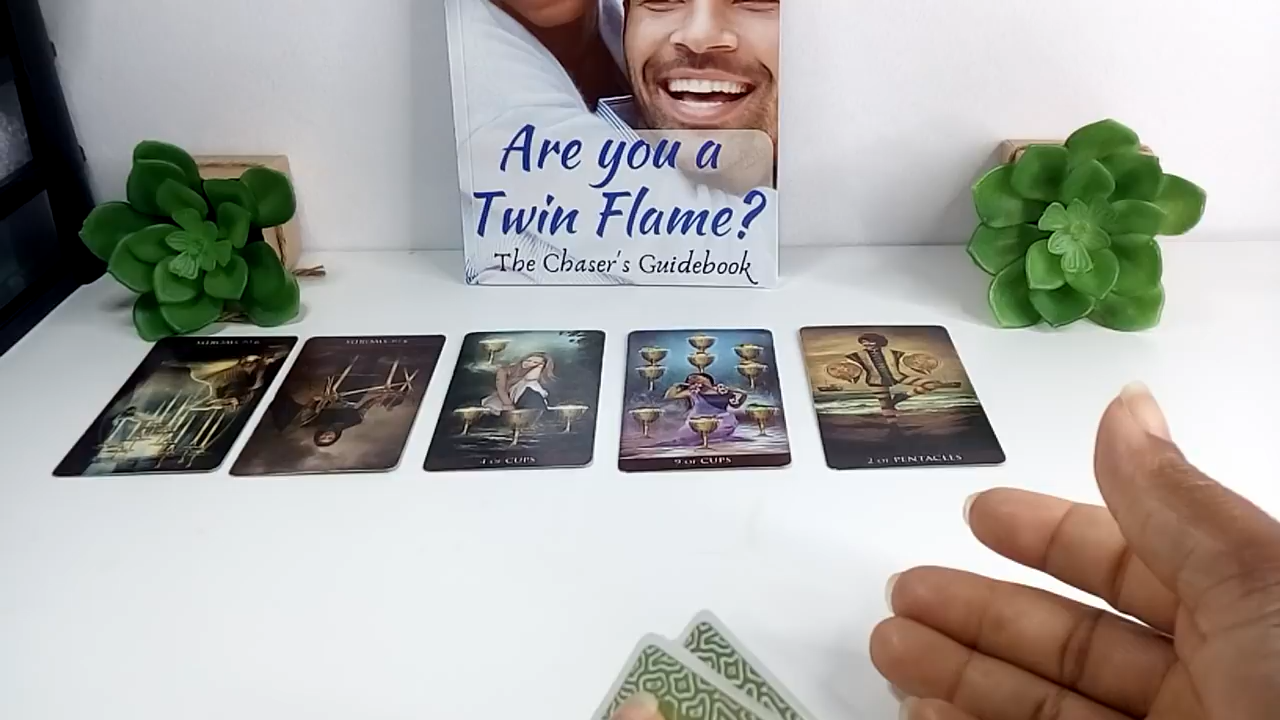 Are you a
Twin Flame?
The Chaser's Guidebook
4 OF CUPS
9 OF CUPS
2 OF PENTACLES